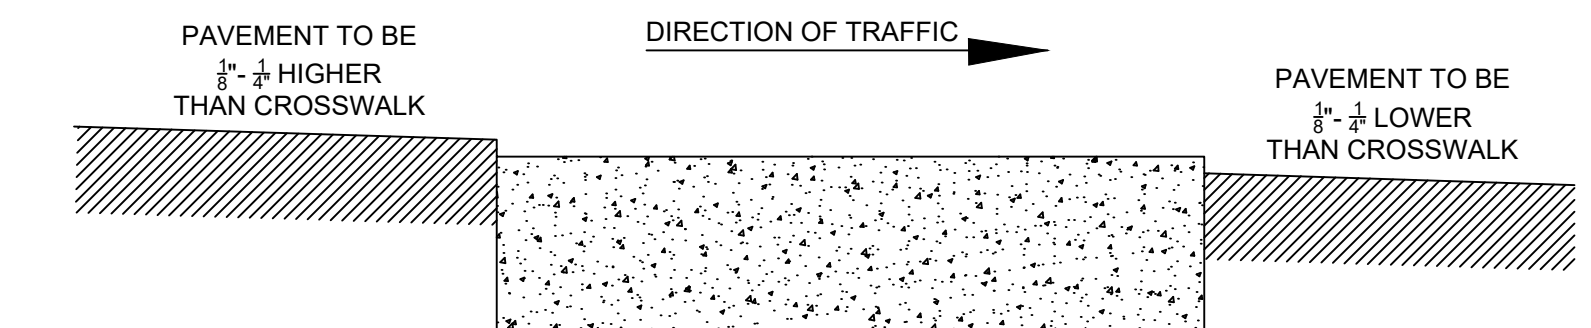 PAVEMENT TO BE
1/8"- 1/4" HIGHER
THAN CROSSWALK
DIRECTION OF TRAFFIC
PAVEMENT TO BE
1/8"- 1/4" LOWER
THAN CROSSWALK